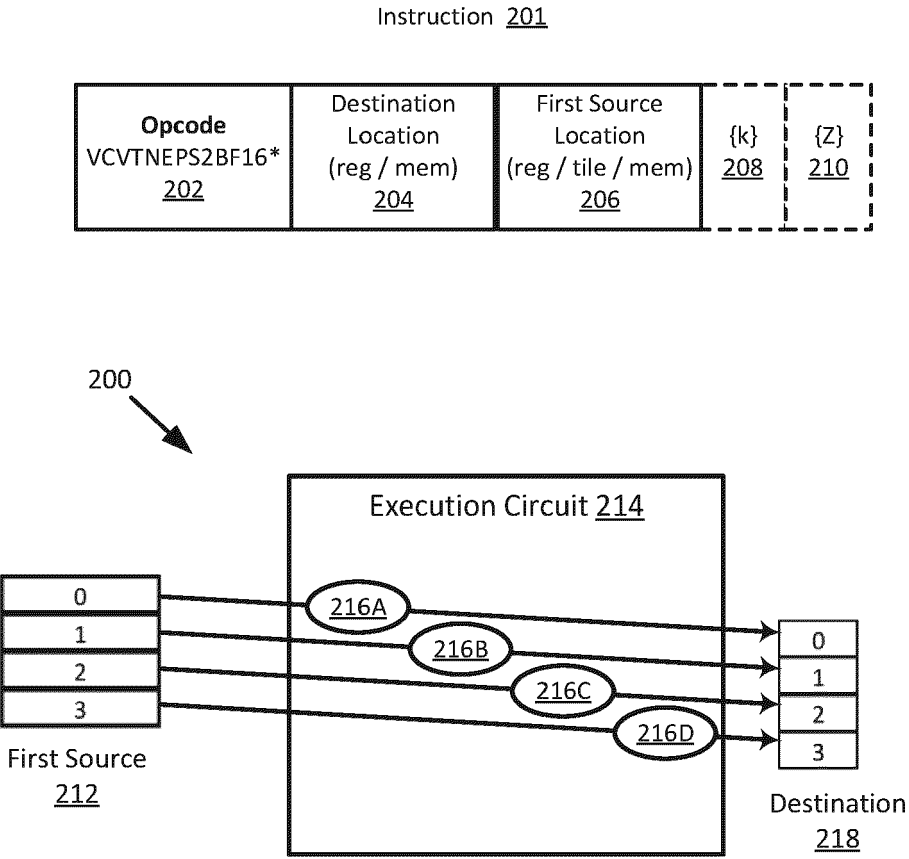 Instruction 201
Opcode
VCVTNEPS2BF16*
202
Destination
Location
(reg / mem)
204
First Source
Location
(reg / tile / mem)
206
{k}
208
{Z}
210
200
Execution Circuit 214
0
1
2
3
216A
216B
216C
216D
0
1
2
3
First Source
212
Destination
218